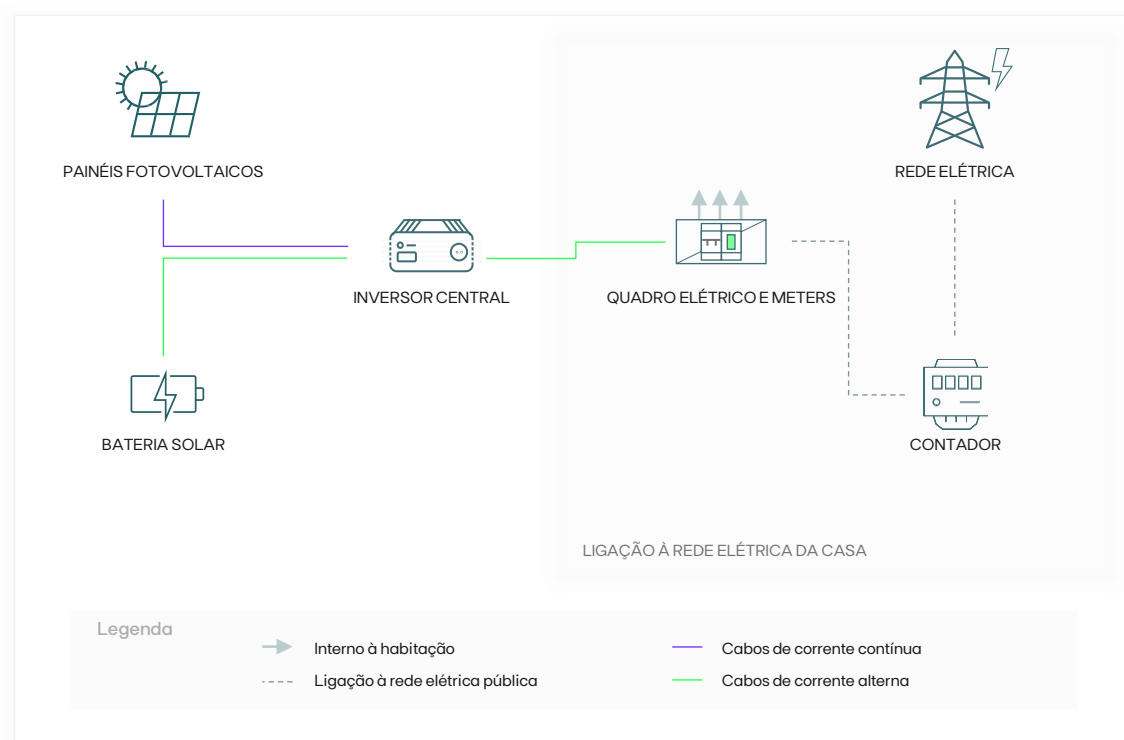 PAINÉIS FOTOVOLTAICOS
REDE ELÉTRICA
INVERSOR CENTRAL
QUADRO ELÉTRICO E METERS
BATERIA SOLAR
CONTADOR
LIGAÇÃO À REDE ELÉTRICA DA CASA
Legenda
Interno à habitação
Cabos de corrente contínua
Ligação à rede elétrica pública
Cabos de corrente alterna